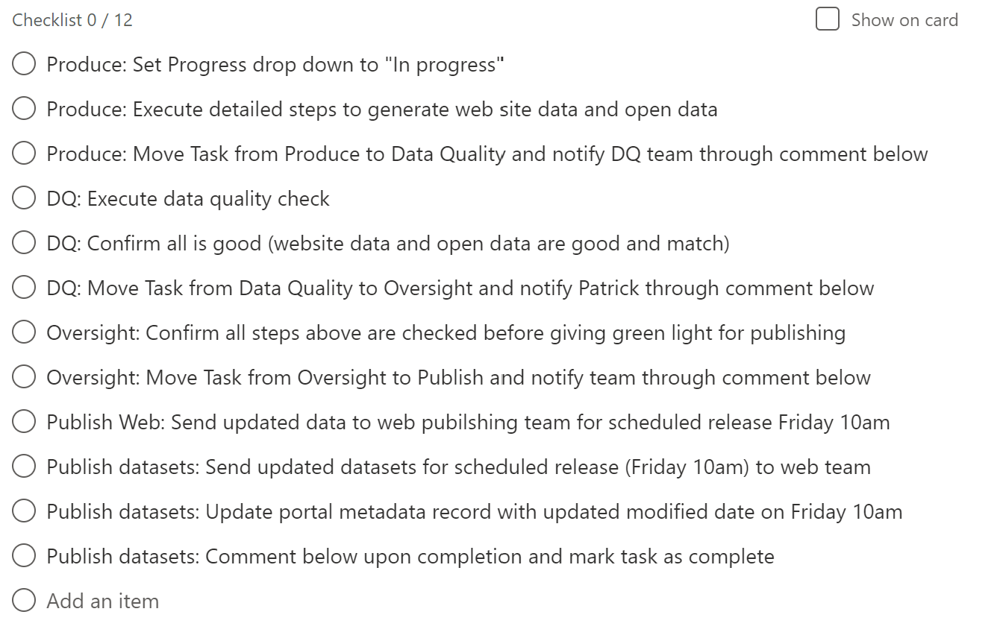 Checklist 0 / 12
Show on card
Produce: Set Progress drop down to "In progress"
Produce: Execute detailed steps to generate web site data and open data
Produce: Move Task from Produce to Data Quality and notify DQ team through comment below
DQ: Execute data quality check
DQ: Confirm all is good (website data and open data are good and match)
DQ: Move Task from Data Quality to Oversight and notify Patrick through comment below
Oversight: Confirm all steps above are checked before giving green light for publishing
Oversight: Move Task from Oversight to Publish and notify team through comment below
Publish Web: Send updated data to web pubilshing team for scheduled release Friday 10am
Publish datasets: Send updated datasets for scheduled release (Friday 10am) to web team
Publish datasets: Update portal metadata record with updated modified date on Friday 10am
Publish datasets: Comment below upon completion and mark task as complete
Add an item